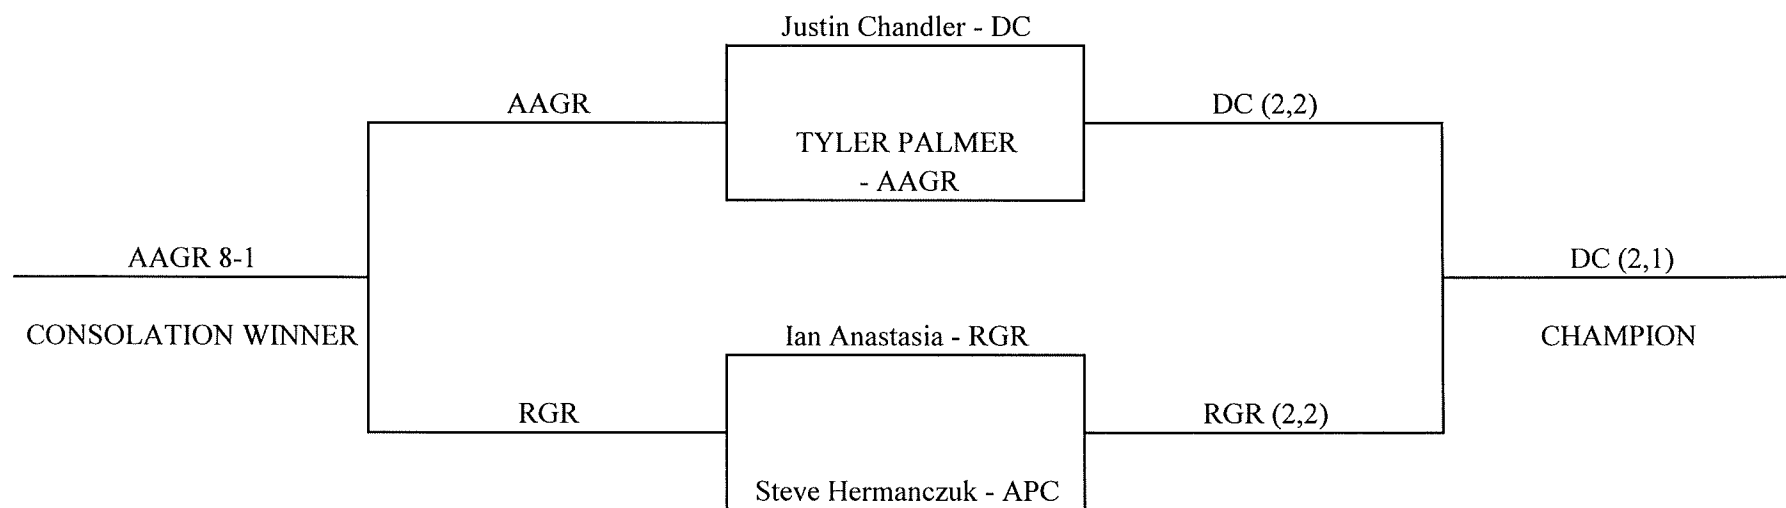 Justin Chandler - DC
AAGR
DC (2,2)
TYLER PALMER
- AAGR
AAGR 8-1
DC (2,1)
CONSOLATION WINNER
Ian Anastasia - RGR
CHAMPION
RGR
RGR (2,2)
Steve Hermanczuk - APC